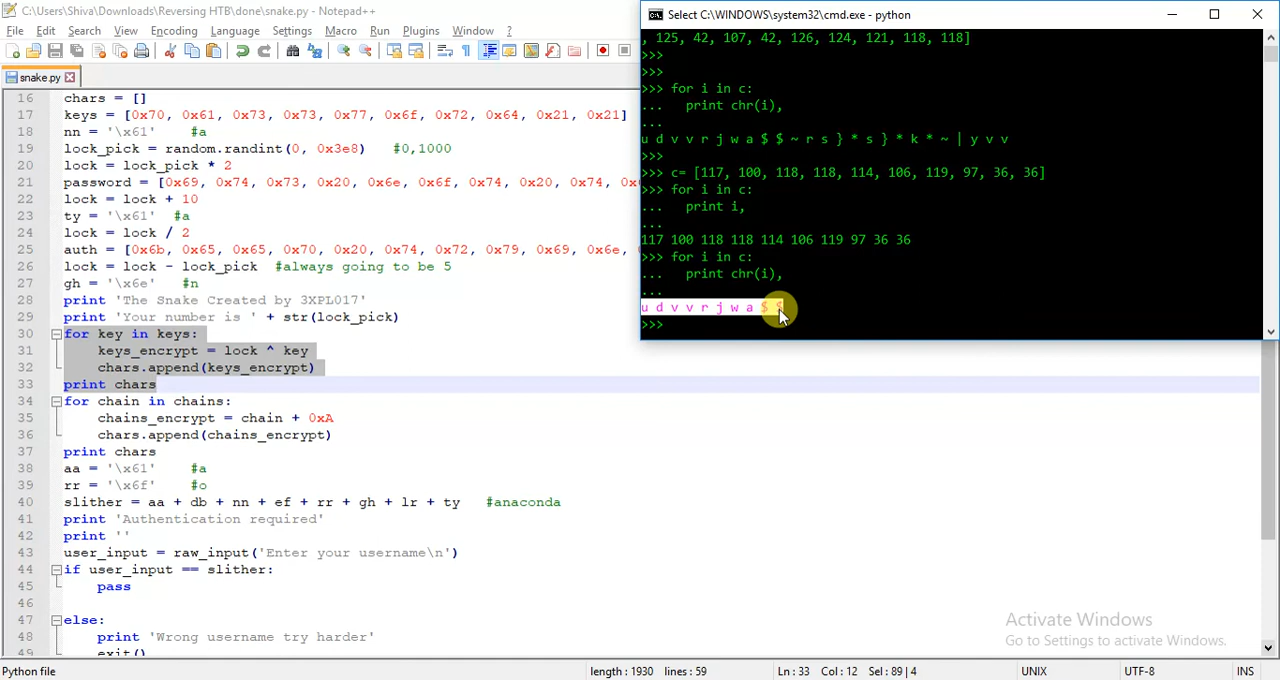 C:\Users\Shiva\Downloads\Reversing HTB\done\snake.py - Notepad++
File Edit Search View Encoding Language Settings Macro Run Plugins Window ?
snake.py
16 chars = []
17 keys = [0x70, 0x61, 0x73, 0x73, 0x77, 0x6f, 0x72, 0x64, 0x21, 0x21]
18 nn = '\x61' #a
19 lock_pick = random.randint(0, 0x3e8) #0,1000
20 lock = lock_pick * 2
21 password = [0x69, 0x74, 0x73, 0x20, 0x6e, 0x6f, 0x74, 0x20, 0x74,
22 lock = lock + 10
23 ty = '\x61' #a
24 lock = lock / 2
25 auth = [0x6b, 0x65, 0x65, 0x70, 0x20, 0x74, 0x72, 0x79, 0x69, 0x6e,
26 lock = lock - lock_pick #always going to be 5
27 gh = '\x6e' #n
28 print 'The Snake Created by 3XPL017'
29 print 'Your number is ' + str(lock_pick)
30 for key in keys:
31 keys_encrypt = lock ^ key
32 chars.append(keys_encrypt)
33 print chars
34 for chain in chains:
35 chains_encrypt = chain + 0xA
36 chars.append(chains_encrypt)
37 print chars
38 aa = '\x61' #a
39 rr = '\x6f' #o
40 slither = aa + db + nn + ef + rr + gh + lr + ty #anaconda
41 print 'Authentication required'
42 print ''
43 user_input = raw_input('Enter your username\n')
44 if user_input == slither:
45 pass
46
47 else:
48 print 'Wrong username try harder'
49 exit()
Select C:\WINDOWS\system32\cmd.exe - python
, 125, 42, 107, 42, 126, 124, 121, 118, 118]
>>>
>>>
>>> for i in c:
... print chr(i),
...
u d v v r j w a $ $ ~ r s } * s } * k * ~ | y v v
>>>
>>> c= [117, 100, 118, 118, 114, 106, 119, 97, 36, 36]
>>> for i in c:
... print i,
...
117 100 118 118 114 106 119 97 36 36
>>> for i in c:
... print chr(i),
...
u d v v r j w a $ $
>>>
Activate Windows
Go to Settings to activate Windows.
Python file length : 1930 lines : 59 Ln : 33 Col : 12 Sel : 89 | 4 UNIX UTF-8 INS